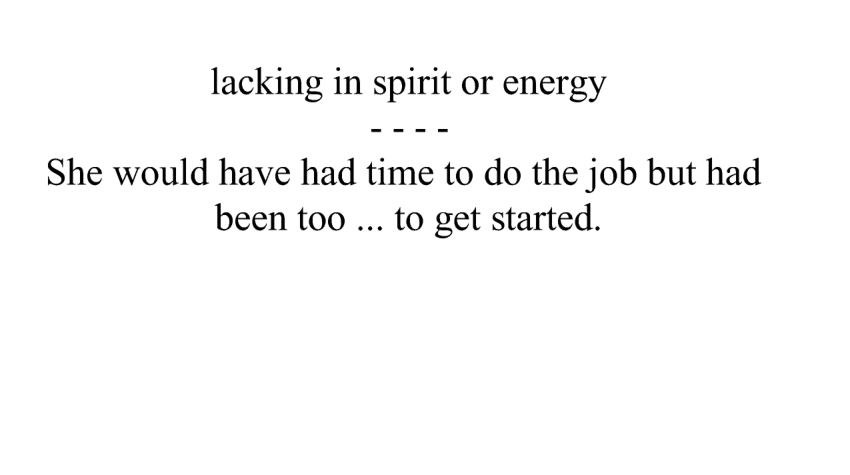 lacking in spirit or energy
- - - -
She would have had time to do the job but had
been too ... to get started.